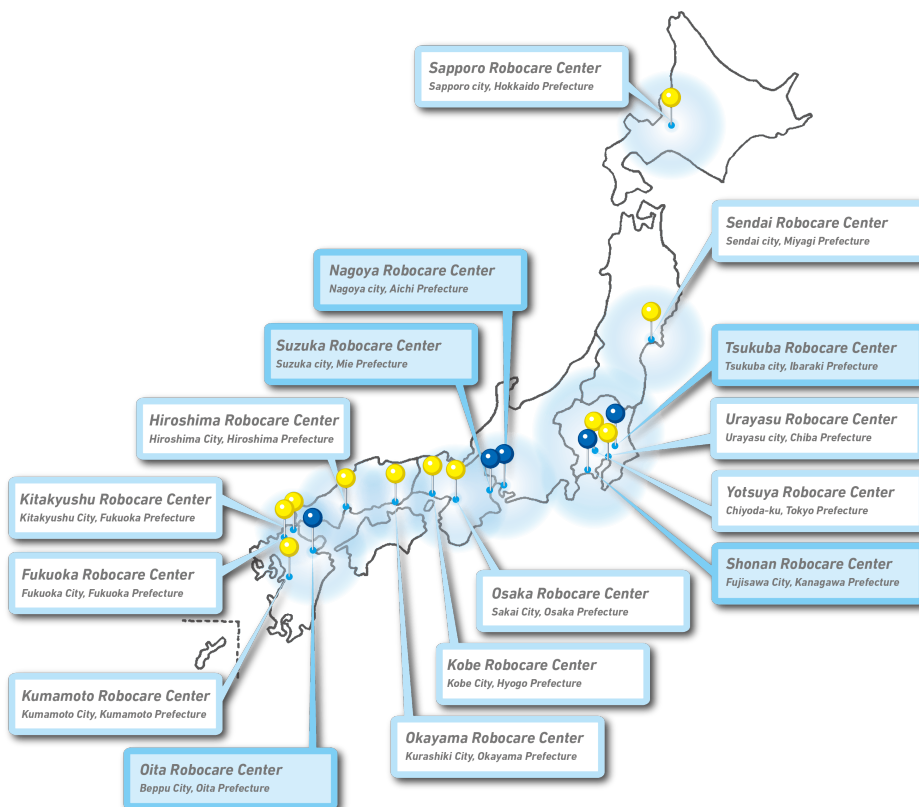 Sapporo Robocare Center
Sapporo city, Hokkaido Prefecture
Sendai Robocare Center
Sendai city, Miyagi Prefecture
Nagoya Robocare Center
Nagoya city, Aichi Prefecture
Suzuka Robocare Center
Suzuka city, Mie Prefecture
Tsukuba Robocare Center
Tsukuba city, Ibaraki Prefecture
Hiroshima Robocare Center
Hiroshima City, Hiroshima Prefecture
Urayasu Robocare Center
Urayasu city, Chiba Prefecture
Kitakyushu Robocare Center
Kitakyushu City, Fukuoka Prefecture
Yotsuya Robocare Center
Chiyoda-ku, Tokyo Prefecture
Fukuoka Robocare Center
Fukuoka City, Fukuoka Prefecture
Shonan Robocare Center
Fujisawa City, Kanagawa Prefecture
Osaka Robocare Center
Sakai City, Osaka Prefecture
Kobe Robocare Center
Kobe City, Hyogo Prefecture
Kumamoto Robocare Center
Kumamoto City, Kumamoto Prefecture
Okayama Robocare Center
Kurashiki City, Okayama Prefecture
Oita Robocare Center
Beppu City, Oita Prefecture